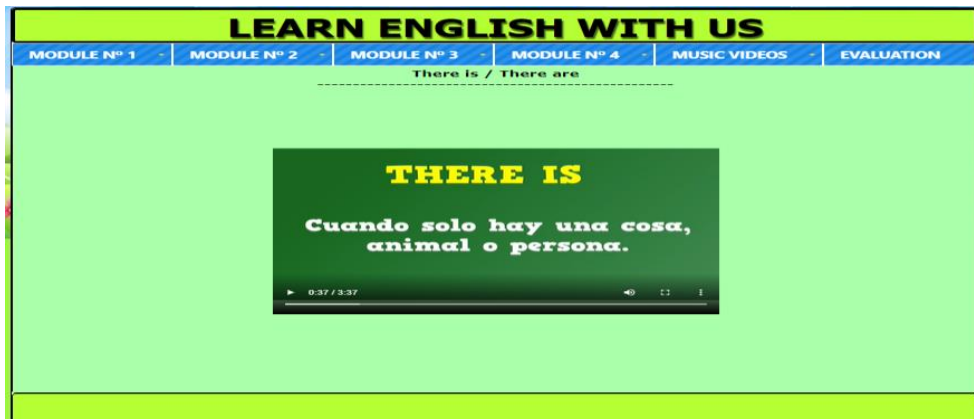 LEARN ENGLISH WITH US
MODULE Nº 1 MODULE Nº 2 MODULE Nº 3 MODULE Nº 4 MUSIC VIDEOS EVALUATION
There is / There are
THERE IS
Cuando solo hay una cosa,
animal o persona.
0:37 / 3:37